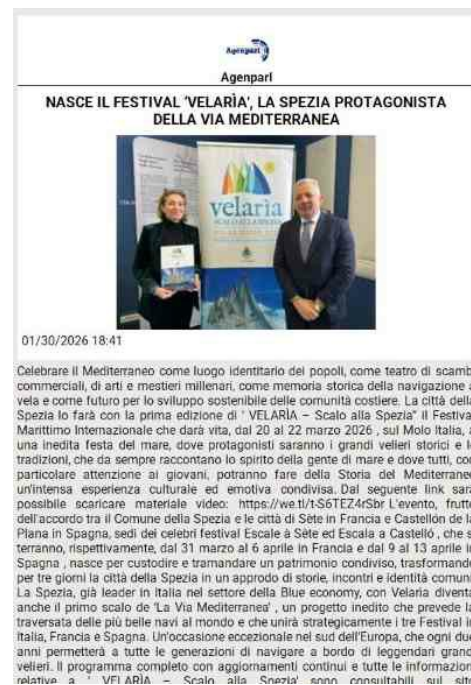 Agenparl
Agenparl
NASCE IL FESTIVAL 'VELARÌA', LA SPEZIA PROTAGONISTA
DELLA VIA MEDITERRANEA
velarìa
SCALO ALLA SPEZIA
01/30/2026 18:41
Celebrare il Mediterraneo come luogo identitario dei popoli, come teatro di scamb
commerciali, di arti e mestieri millenari, come memoria storica della navigazione a
vela e come futuro per lo sviluppo sostenibile delle comunità costiere. La città della
Spezia lo farà con la prima edizione di ' VELARÌA – Scalo alla Spezia" il Festiva
Marittimo Internazionale che darà vita, dal 20 al 22 marzo 2026 , sul Molo Italia, a
una inedita festa del mare, dove protagonisti saranno i grandi velieri storici e l
tradizioni, che da sempre raccontano lo spirito della gente di mare e dove tutti, con
particolare attenzione ai giovani, potranno fare della Storia del Mediterraneo
un'intensa esperienza culturale ed emotiva condivisa. Dal seguente link sarà
possibile scaricare materiale video: https://we.tl/t-S6TEZ4rSbr L'evento, frutto
dell'accordo tra il Comune della Spezia e le città di Sète in Francia e Castellón de l
Plana in Spagna, sedi dei celebri festival Escale à Sète ed Escala a Castelló , che s
terranno, rispettivamente, dal 31 marzo al 6 aprile in Francia e dal 9 al 13 aprile in
Spagna , nasce per custodire e tramandare un patrimonio condiviso, trasformando
per tre giorni la città della Spezia in un approdo di storie, incontri e identità comuni
La Spezia, già leader in Italia nel settore della Blue economy, con Velaria diventa
anche il primo scalo de 'La Via Mediterranea' , un progetto inedito che prevede la
traversata delle più belle navi al mondo e che unirà strategicamente i tre Festival in
Italia, Francia e Spagna. Un'occasione eccezionale nel sud dell'Europa, che ogni due
anni permetterà a tutte le generazioni di navigare a bordo di leggendari grand
velieri. Il programma completo con aggiornamenti continui e tutte le informazion
relative a ' VELARÌA – Scalo alla Spezia' sono consultabili sul sito